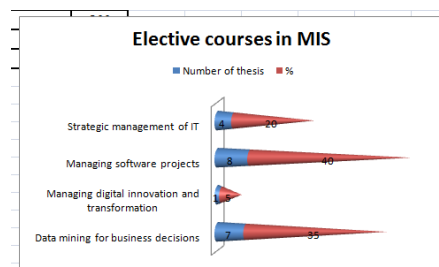 Elective courses in MIS
Number of thesis %
Strategic management of IT 4 20
Managing software projects 8 40
Managing digital innovation and
transformation 1 5
Data mining for business decisions 7 35